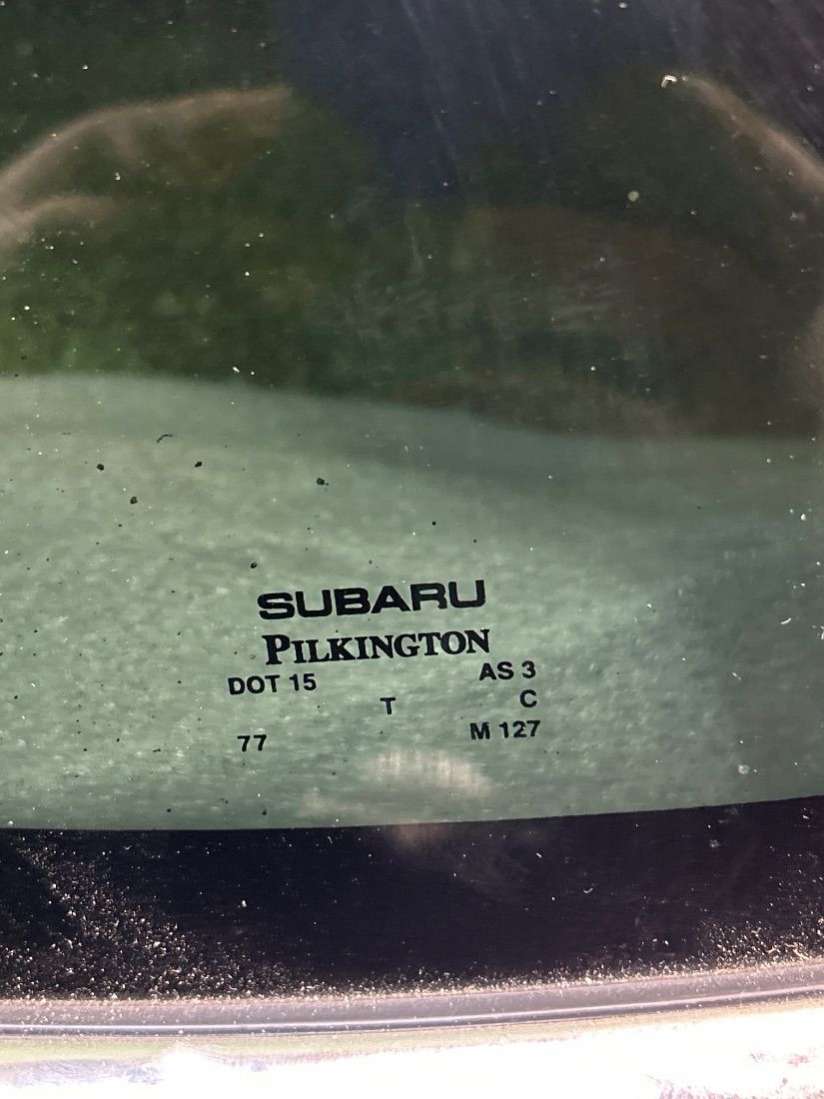 SUBARU
PILKINGTON
DOT 15 AS 3
T C
77 M 127